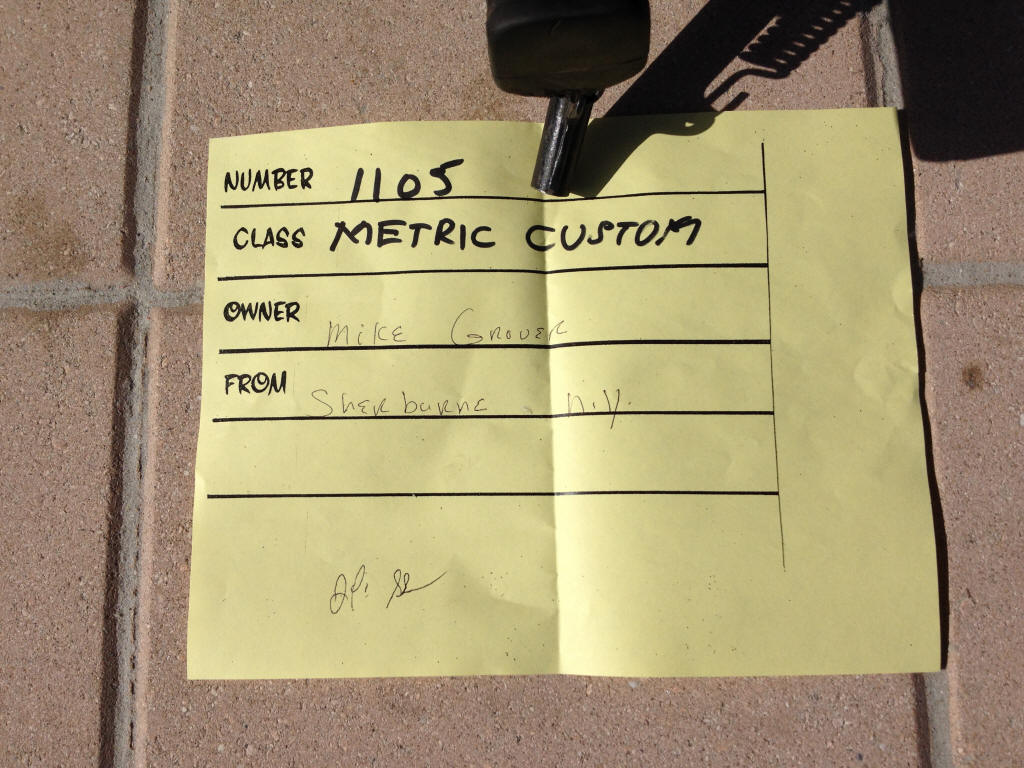 NUMBER 1105
CLASS METRIC CUSTOM
OWNER Mike Grover
FROM Sherburne, N.Y.